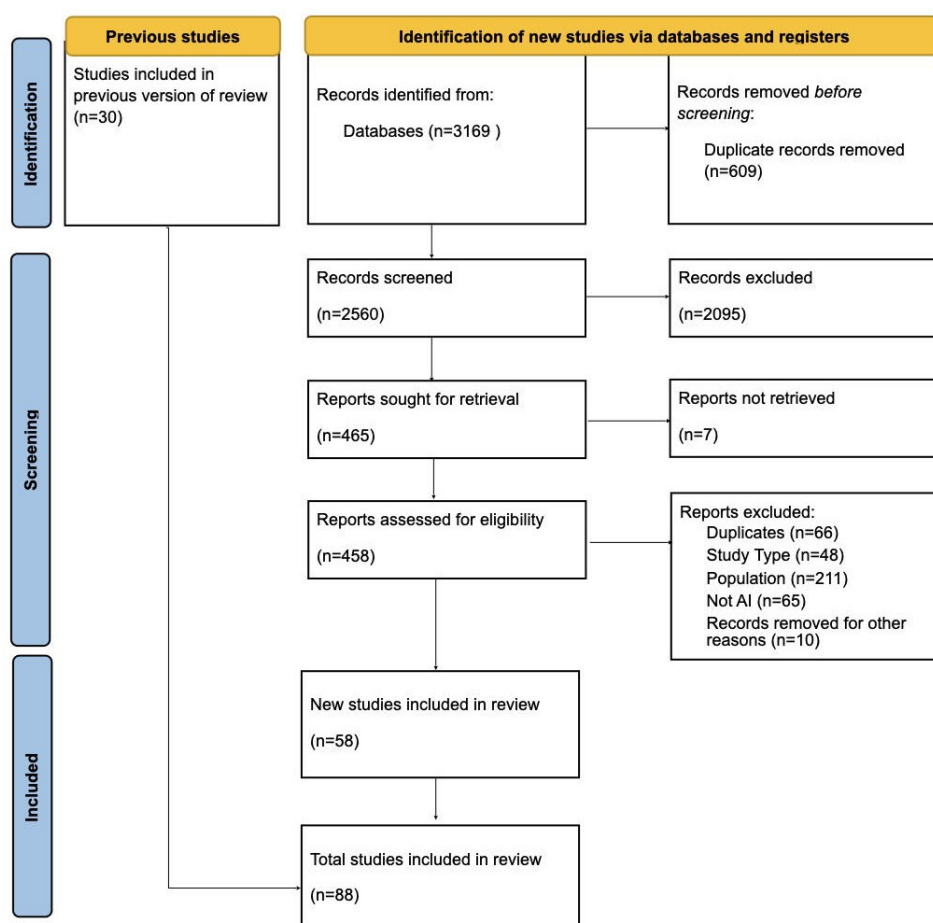 Previous studies
Identification of new studies via databases and registers
Identification
Studies included in
previous version of review
(n=30)
Records identified from:
Databases (n=3169 )
Records removed before
screening:
Duplicate records removed
(n=609)
Screening
Records screened
(n=2560)
Records excluded
(n=2095)
Reports sought for retrieval
(n=465)
Reports not retrieved
(n=7)
Reports assessed for eligibility
(n=458)
Reports excluded:
Duplicates (n=66)
Study Type (n=48)
Population (n=211)
Not AI (n=65)
Records removed for other
reasons (n=10)
Included
New studies included in review
(n=58)
Total studies included in review
(n=88)